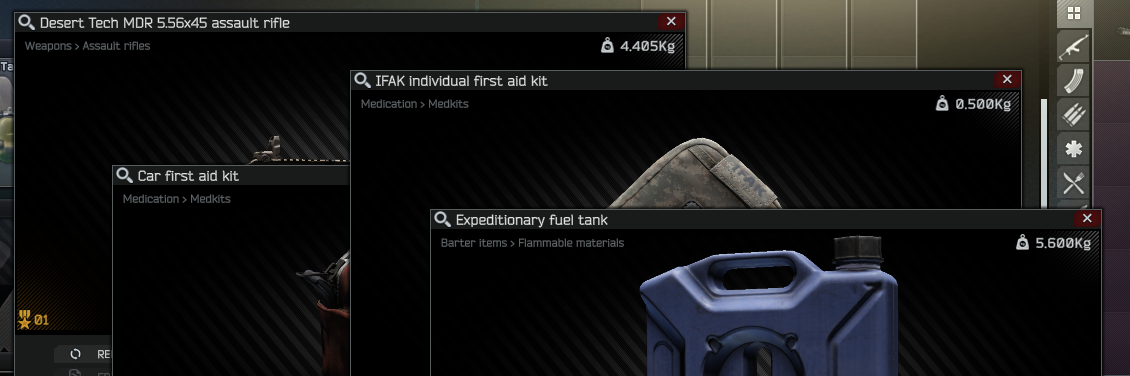 Desert Tech MDR 5.56x45 assault rifle
Weapons > Assault rifles
4.405Kg
Ta
IFAK individual first aid kit
Medication > Medkits
0.500Kg
Car first aid kit
Medication > Medkits
Expeditionary fuel tank
Barter items > Flammable materials
5.600Kg
01
RE